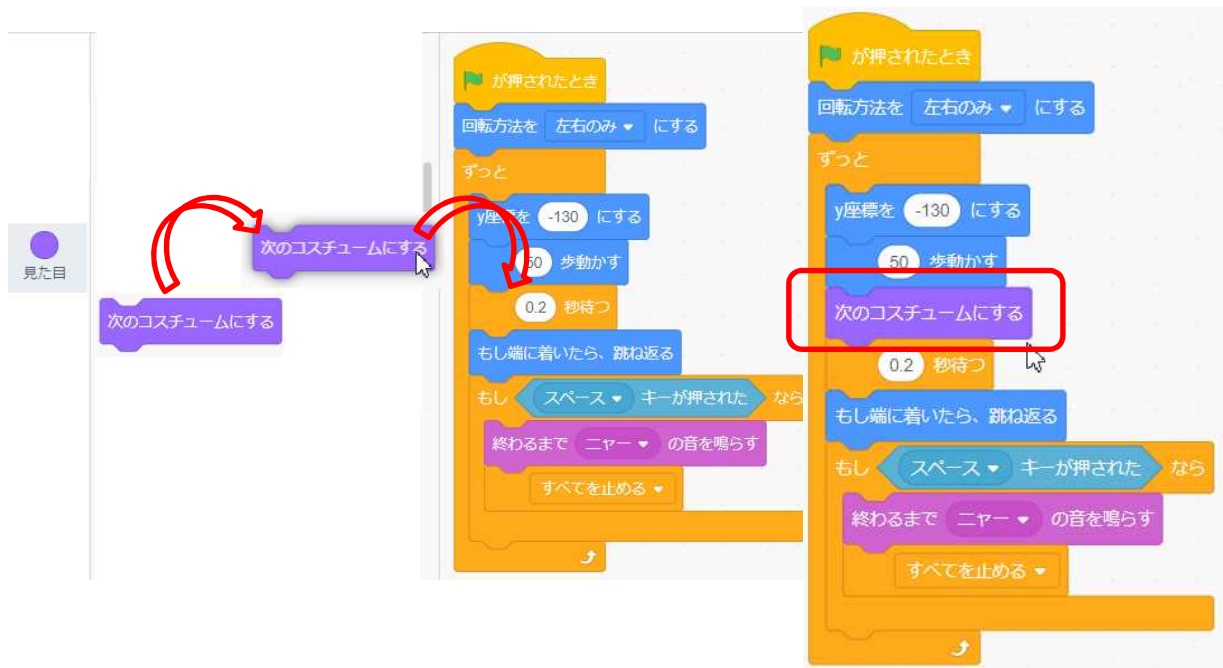 見た目
次のコスチュームにする
次のコスチュームにする
が押されたとき
回転方法を 左右のみ にする
ずっと
y座標を -130 にする
50 歩動かす
0.2 秒待つ
もし端に着いたら、跳ね返る
もし スペース キーが押された なら
終わるまで ニャー の音を鳴らす
すべてを止める
が押されたとき
回転方法を 左右のみ にする
ずっと
y座標を -130 にする
50 歩動かす
次のコスチュームにする
0.2 秒待つ
もし端に着いたら、跳ね返る
もし スペース キーが押された なら
終わるまで ニャー の音を鳴らす
すべてを止める